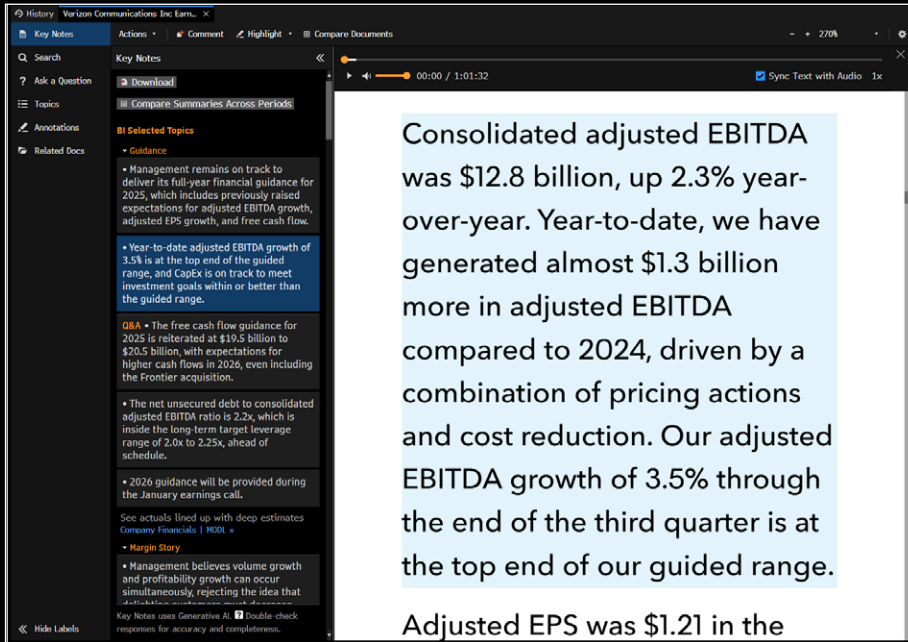 History
Verizon Communications Inc Earn..
Key Notes
Search
Ask a Question
Topics
Annotations
Related Docs
Hide Labels
Actions
Comment
Highlight
Compare Documents
- + 270%
Key Notes
Download
Compare Summaries Across Periods
BI Selected Topics
Guidance
• Management remains on track to
deliver its full-year financial guidance for
2025, which includes previously raised
expectations for adjusted EBITDA growth,
adjusted EPS growth, and free cash flow.
• Year-to-date adjusted EBITDA growth of
3.5% is at the top end of the guided
range, and CapEx is on track to meet
investment goals within or better than
the guided range.
Q&A • The free cash flow guidance for
2025 is reiterated at $19.5 billion to
$20.5 billion, with expectations for
higher cash flows in 2026, even including
the Frontier acquisition.
• The net unsecured debt to consolidated
adjusted EBITDA ratio is 2.2x, which is
inside the long-term target leverage
range of 2.0x to 2.25x, ahead of
schedule.
• 2026 guidance will be provided during
the January earnings call.
See actuals lined up with deep estimates
Company Financials | MODL »
Margin Story
• Management believes volume growth
and profitability growth can occur
simultaneously, rejecting the idea that
Key Notes uses Generative AI. ? Double-check
responses for accuracy and completeness.
00:00 / 1:01:32
Sync Text with Audio 1x
Consolidated adjusted EBITDA
was $12.8 billion, up 2.3% year-
over-year. Year-to-date, we have
generated almost $1.3 billion
more in adjusted EBITDA
compared to 2024, driven by a
combination of pricing actions
and cost reduction. Our adjusted
EBITDA growth of 3.5% through
the end of the third quarter is at
the top end of our guided range.
Adjusted EPS was $1.21 in the